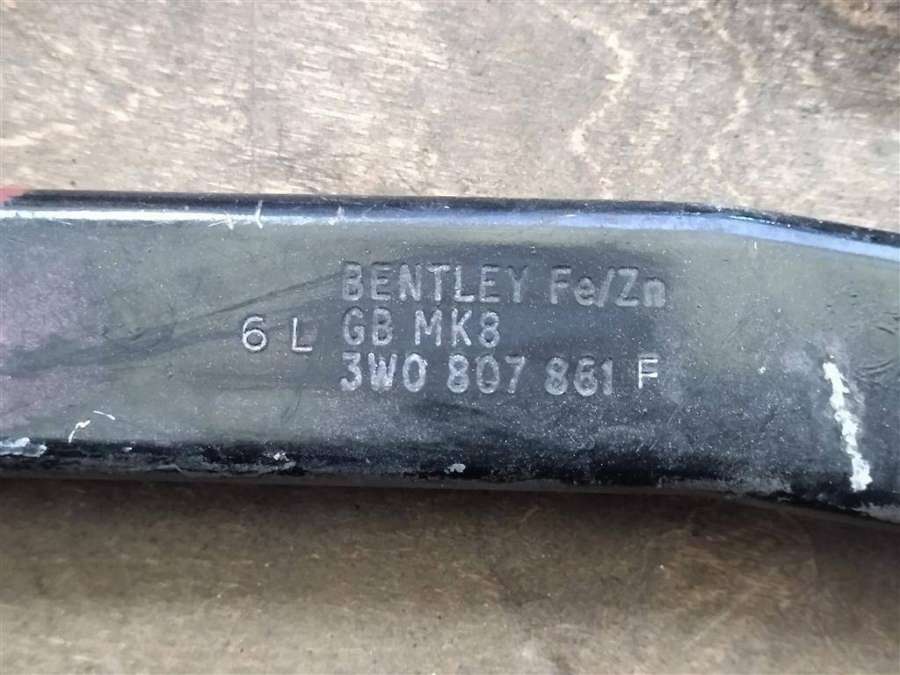 BENTLEY Fe/Zn
6 L GB MK8
3W0 807 861 F